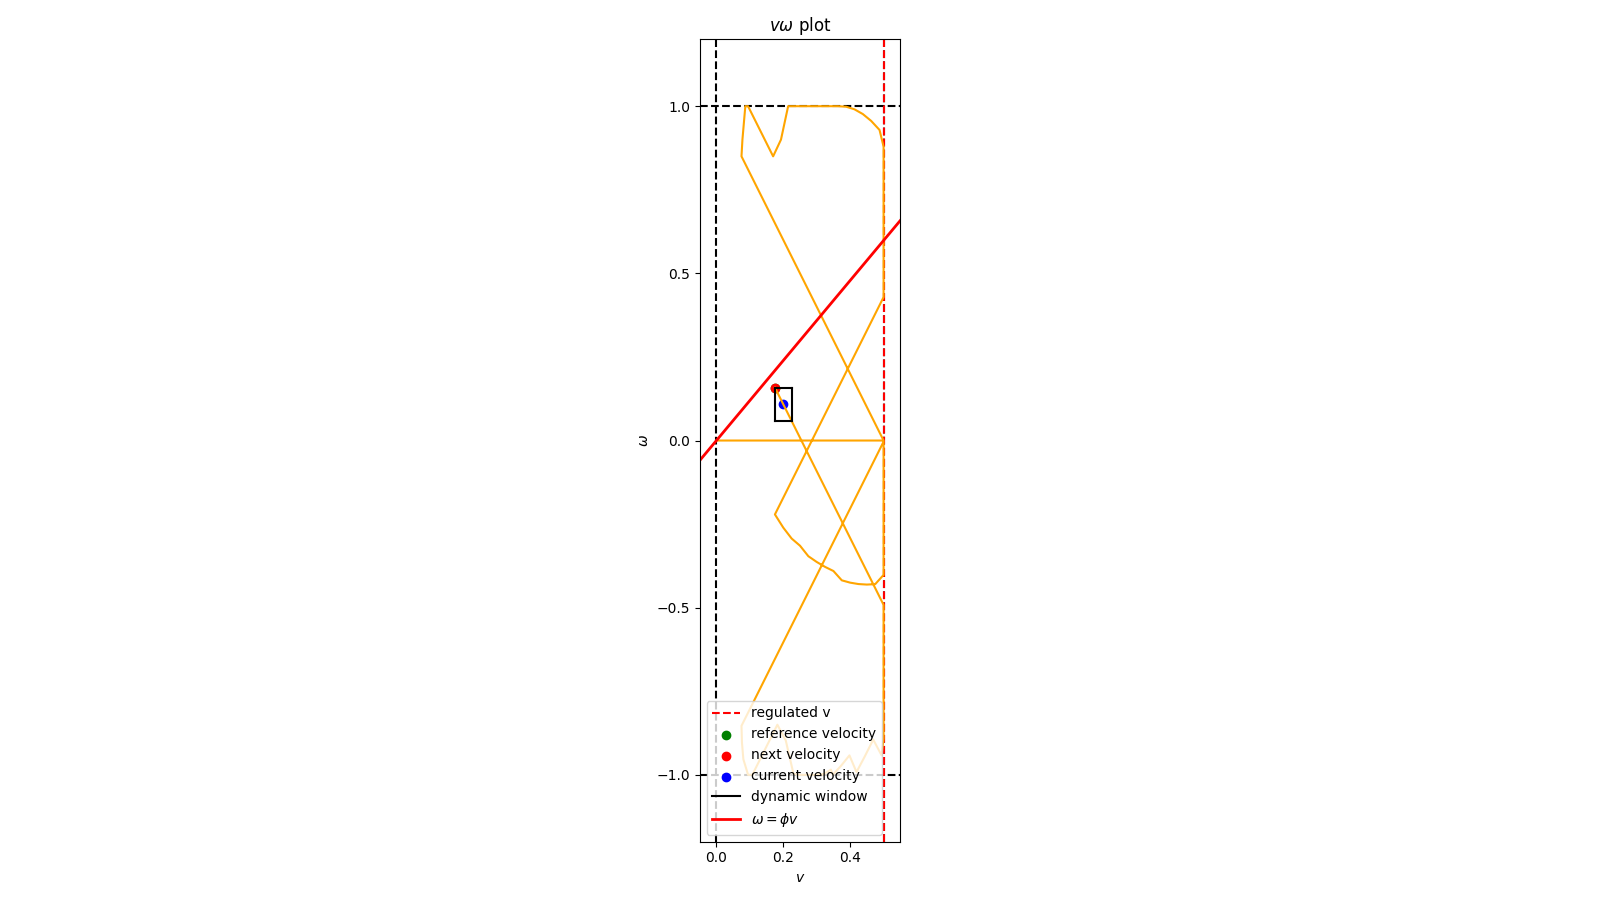 vω plot
1.0
0.5
ω
0.0
−0.5
−1.0
regulated v
reference velocity
next velocity
current velocity
dynamic window
ω = ϕv
0.0 0.2 0.4
v